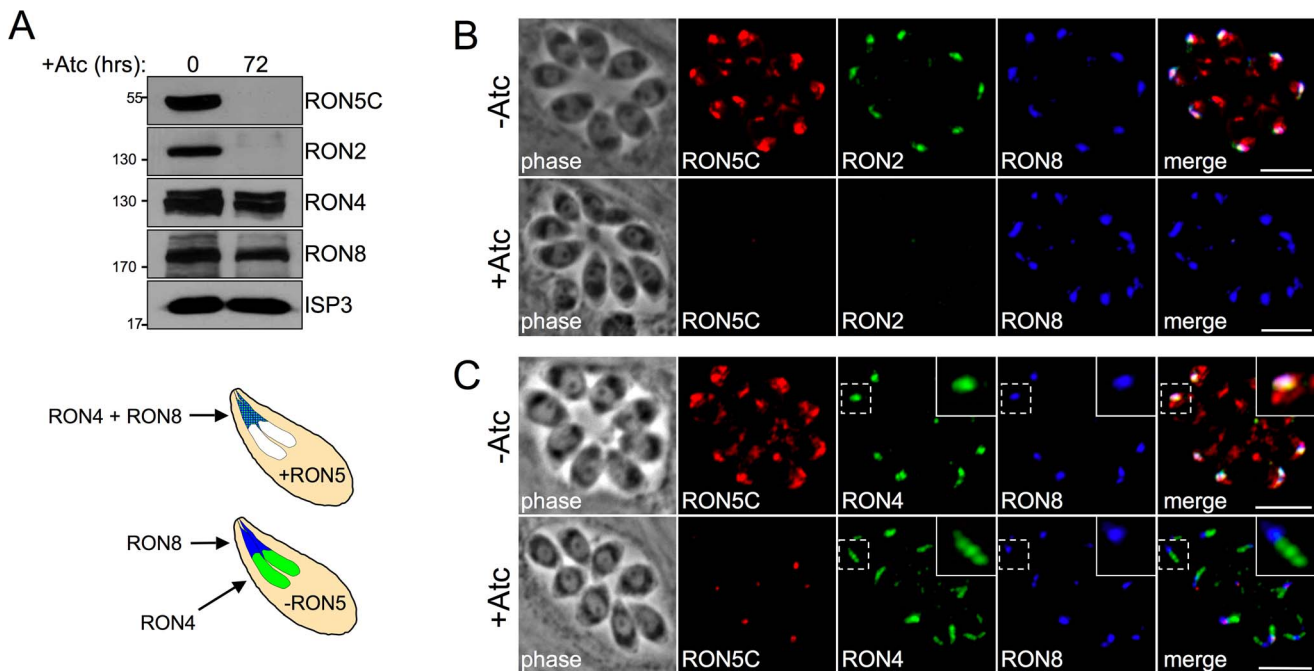 A
+Atc (hrs): 0 72
55
RON5C
130
RON2
130
RON4
170
RON8
17
ISP3
RON4 + RON8
+RON5
RON8
-RON5
RON4
B
-Atc
phase RON5C RON2 RON8 merge
+Atc
phase RON5C RON2 RON8 merge
C
-Atc
phase RON5C RON4 RON8 merge
+Atc
phase RON5C RON4 RON8 merge